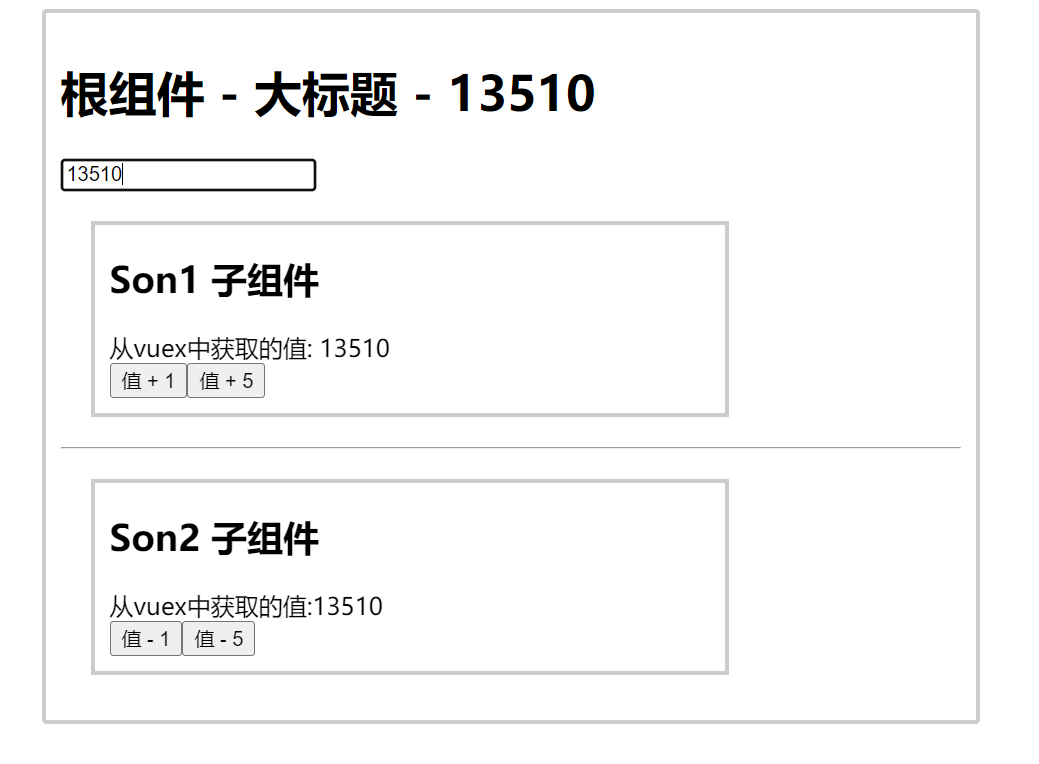 根组件 - 大标题 - 13510
13510
Son1 子组件
从vuex中获取的值: 13510
值 + 1 值 + 5
Son2 子组件
从vuex中获取的值:13510
值 - 1 值 - 5